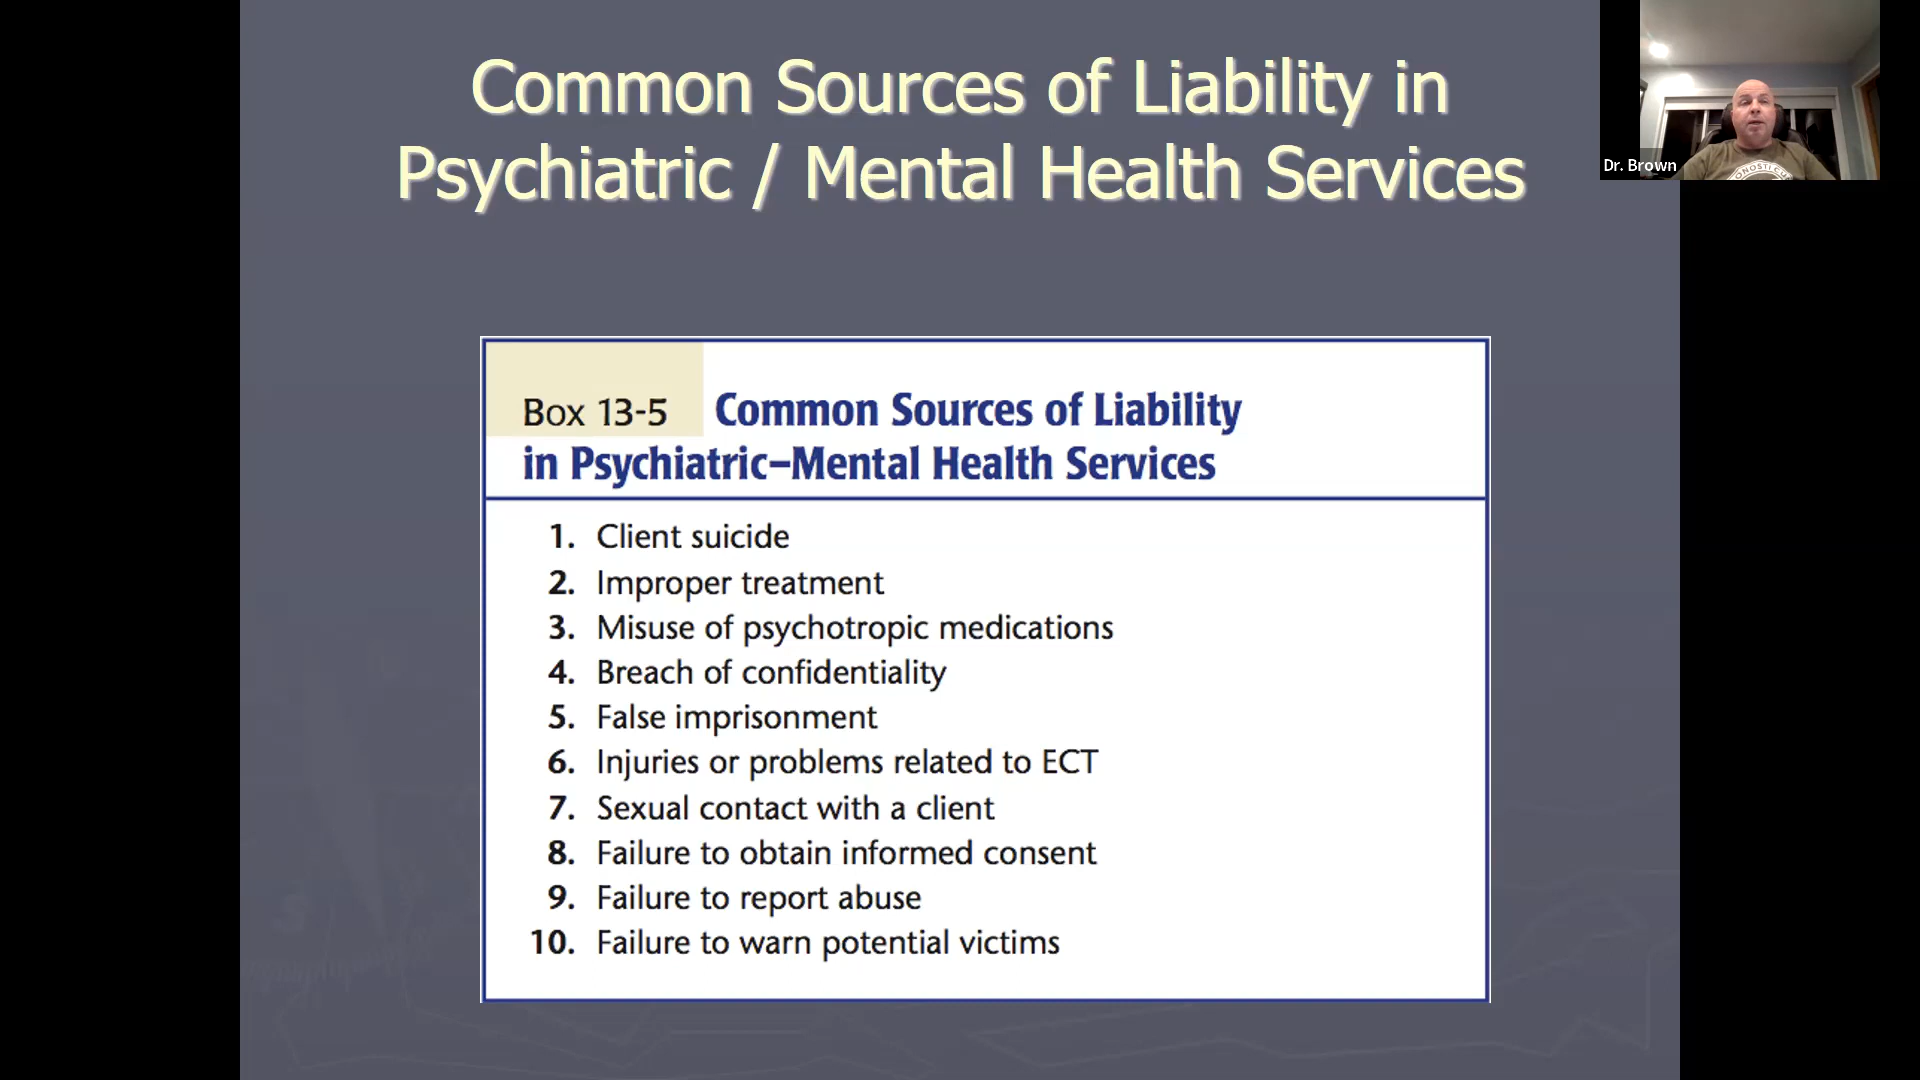 Common Sources of Liability in
Psychiatric / Mental Health Services
Dr. Brown
Box 13-5 Common Sources of Liability
in Psychiatric–Mental Health Services
1. Client suicide
2. Improper treatment
3. Misuse of psychotropic medications
4. Breach of confidentiality
5. False imprisonment
6. Injuries or problems related to ECT
7. Sexual contact with a client
8. Failure to obtain informed consent
9. Failure to report abuse
10. Failure to warn potential victims